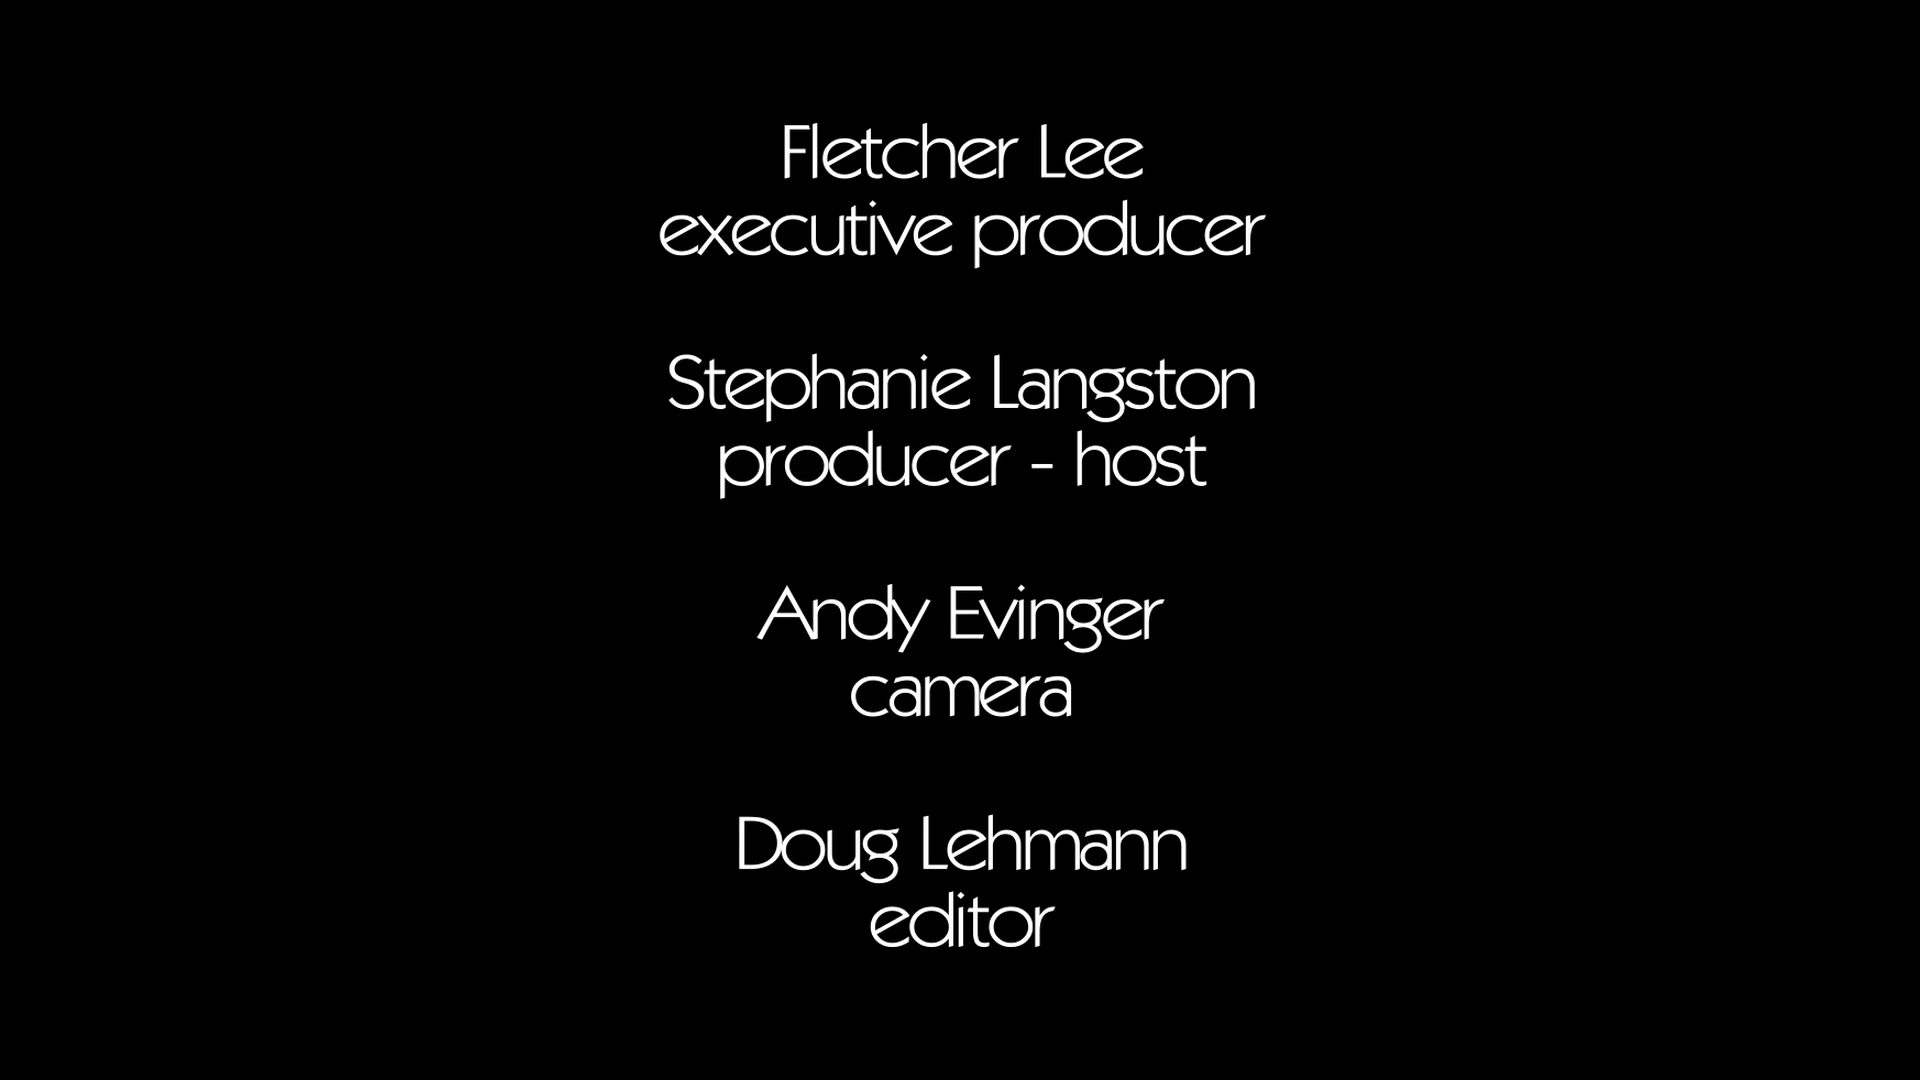 Fletcher Lee
executive producer
Stephanie Langston
producer - host
Andy Evinger
camera
Doug Lehmann
editor